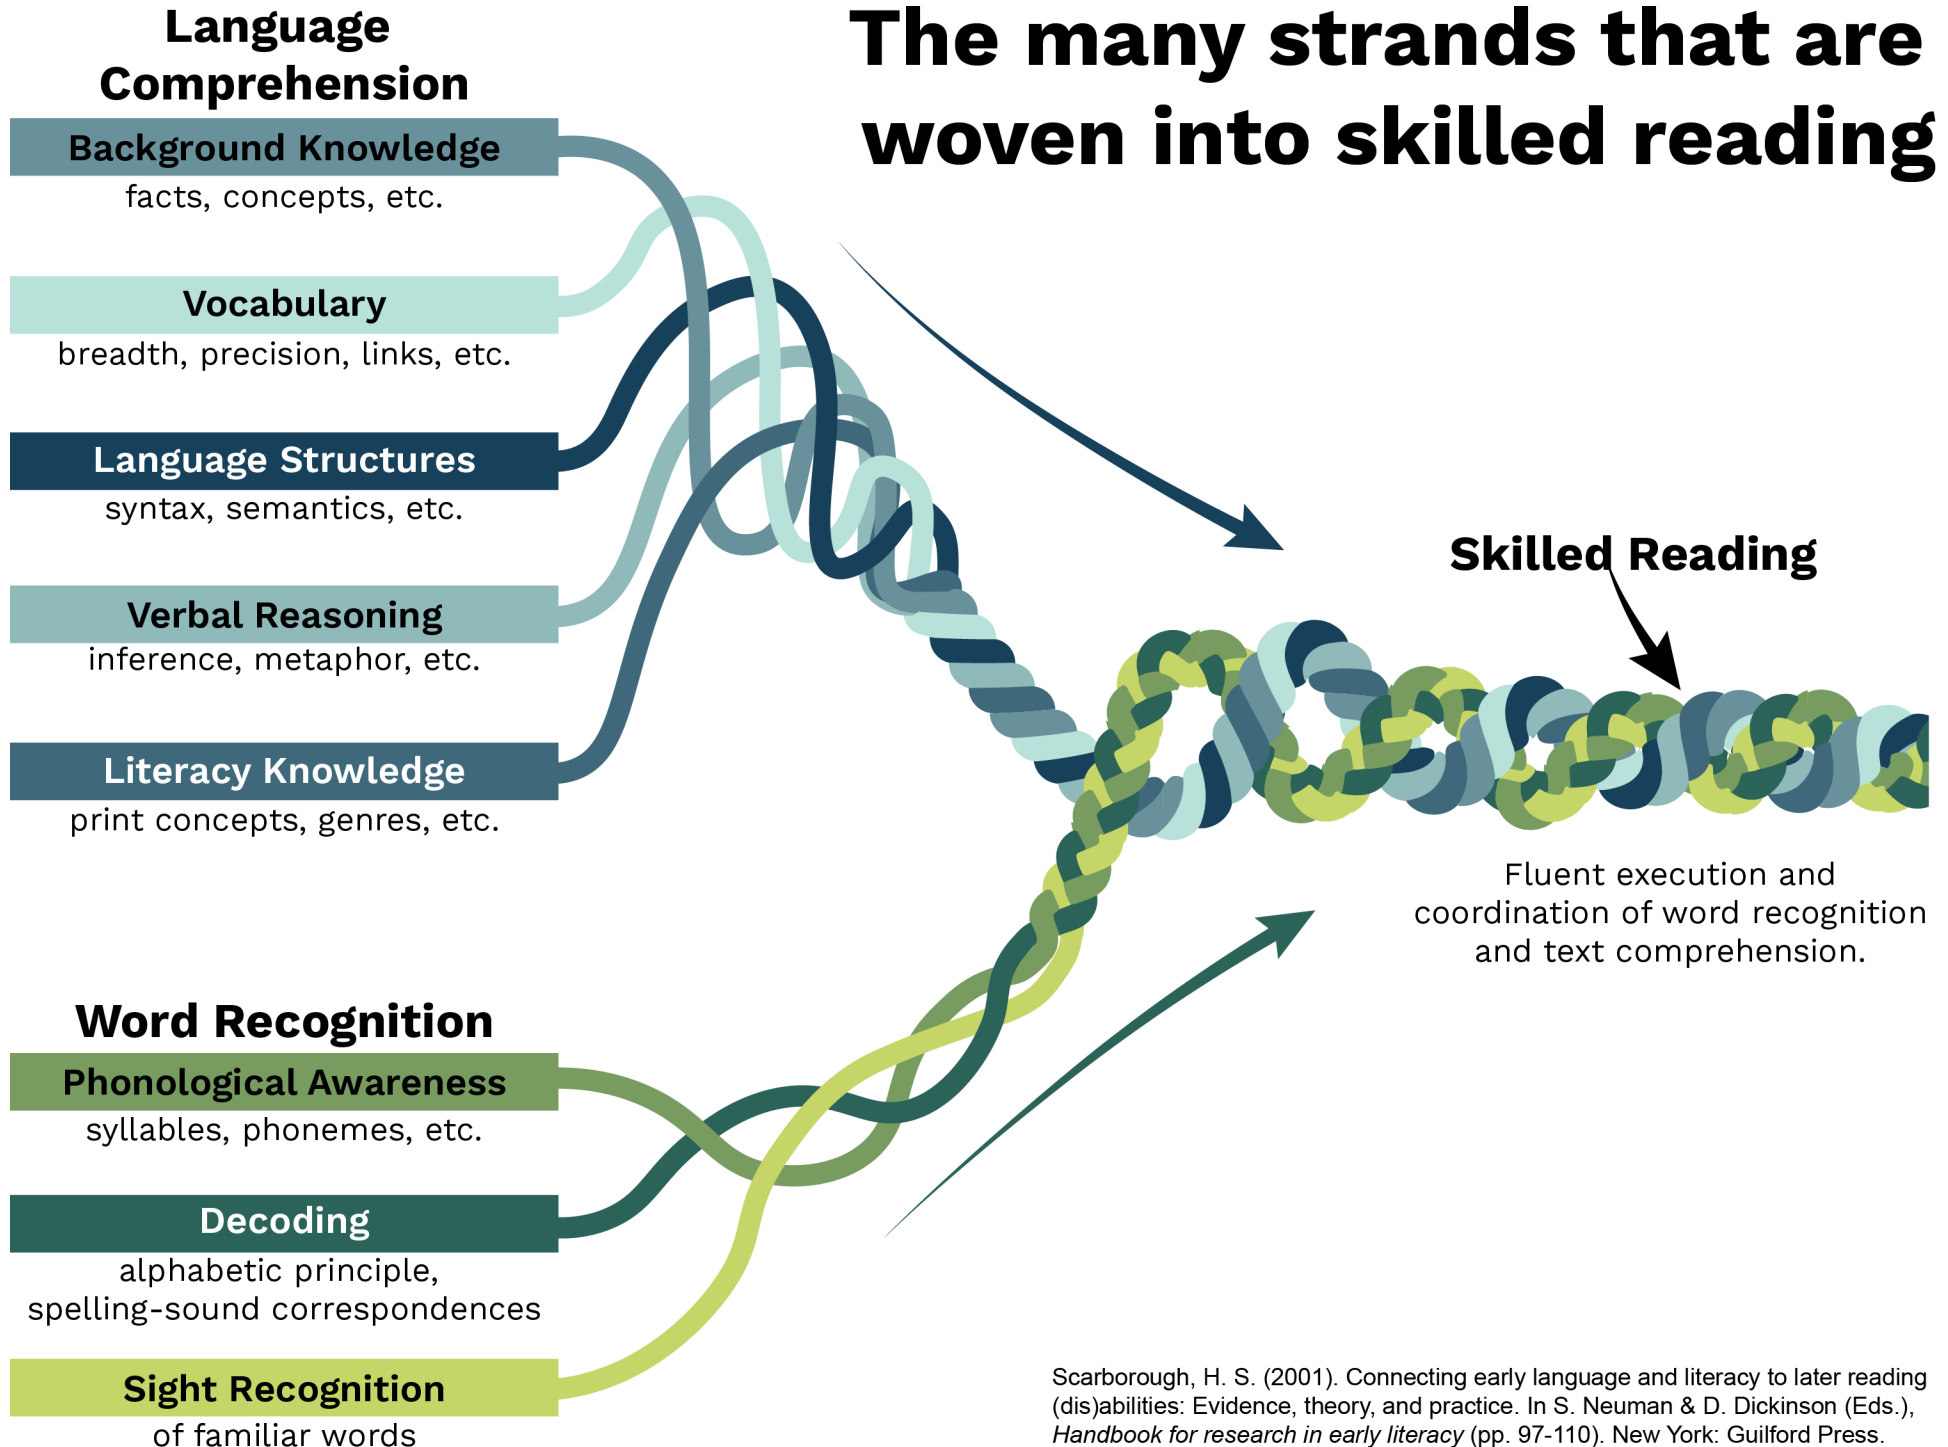 The many strands that are
woven into skilled reading
Language
Comprehension
Background Knowledge
facts, concepts, etc.
Vocabulary
breadth, precision, links, etc.
Language Structures
syntax, semantics, etc.
Verbal Reasoning
inference, metaphor, etc.
Literacy Knowledge
print concepts, genres, etc.
Word Recognition
Phonological Awareness
syllables, phonemes, etc.
Decoding
alphabetic principle,
spelling-sound correspondences
Sight Recognition
of familiar words
Skilled Reading
Fluent execution and
coordination of word recognition
and text comprehension.
Scarborough, H. S. (2001). Connecting early language and literacy to later reading
(dis)abilities: Evidence, theory, and practice. In S. Neuman & D. Dickinson (Eds.),
Handbook for research in early literacy (pp. 97-110). New York: Guilford Press.